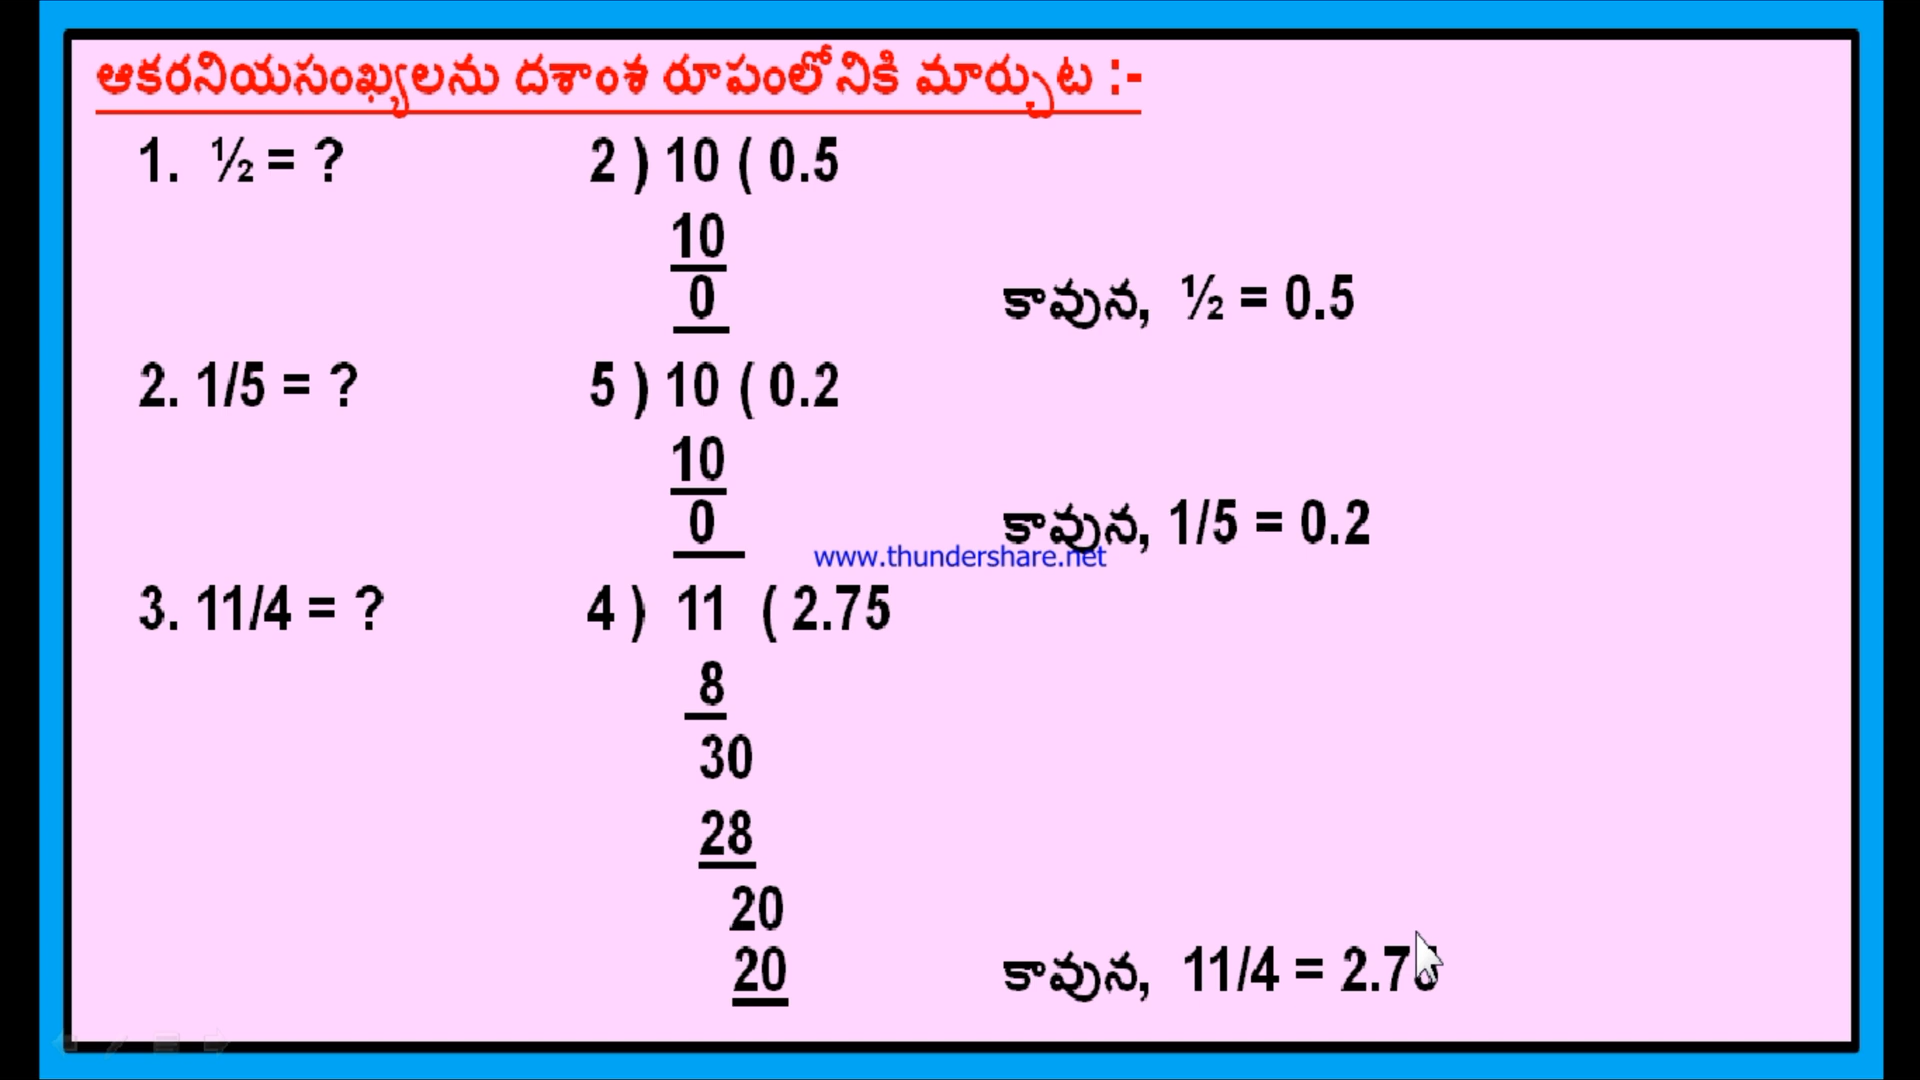 ఆకరనియసంఖ్యలను దశాంశ రూపంలోనికి మార్చుట :-
1. ½ = ? 2 ) 10 ( 0.5
10
0 కావున, ½ = 0.5
2. 1/5 = ? 5 ) 10 ( 0.2
10
0 కావున, 1/5 = 0.2
www.thundershare.net
3. 11/4 = ? 4 ) 11 ( 2.75
8
30
28
20
20 కావున, 11/4 = 2.75